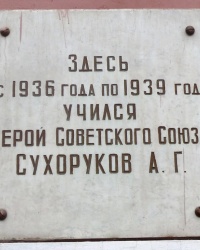 ЗДЕСЬ
С 1936 ГОДА ПО 1939 ГОД
УЧИЛСЯ
ЕРОЙ СОВЕТСКОГО СОЮЗ
СУХОРУКОВ А. Г.